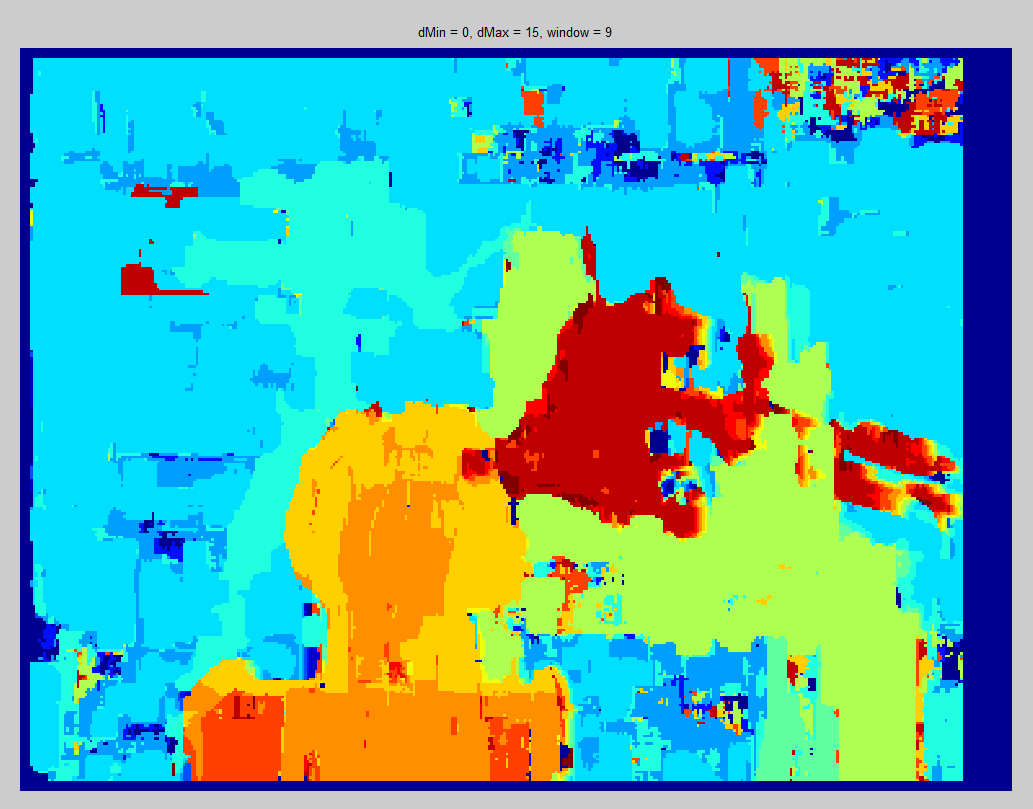 dMin = 0, dMax = 15, window = 9